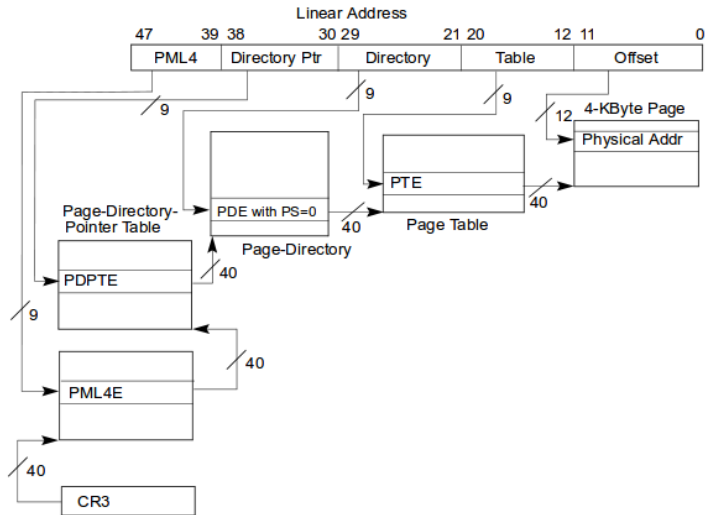 Linear Address
47 39 38 30 29 21 20 12 11 0
PML4 Directory Ptr Directory Table Offset
9 9 9
12 4-KByte Page
Physical Addr
PTE
PDE with PS=0
40 40
Page Table
Page-Directory-
Pointer Table
Page-Directory
PDPTE
40
9
40
PML4E
40
CR3